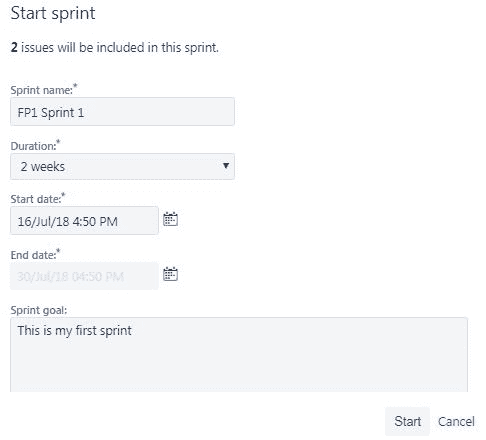 Start sprint
2 issues will be included in this sprint.
Sprint name:*
FP1 Sprint 1
Duration:*
2 weeks
Start date:*
16/Jul/18 4:50 PM
End date:*
30/Jul/18 04:50 PM
Sprint goal:
This is my first sprint
Start Cancel